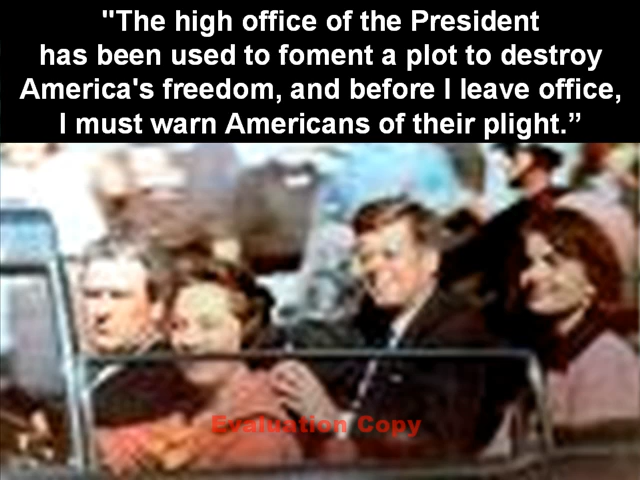 "The high office of the President
has been used to foment a plot to destroy
America's freedom, and before I leave office,
I must warn Americans of their plight.”
Evaluation Copy